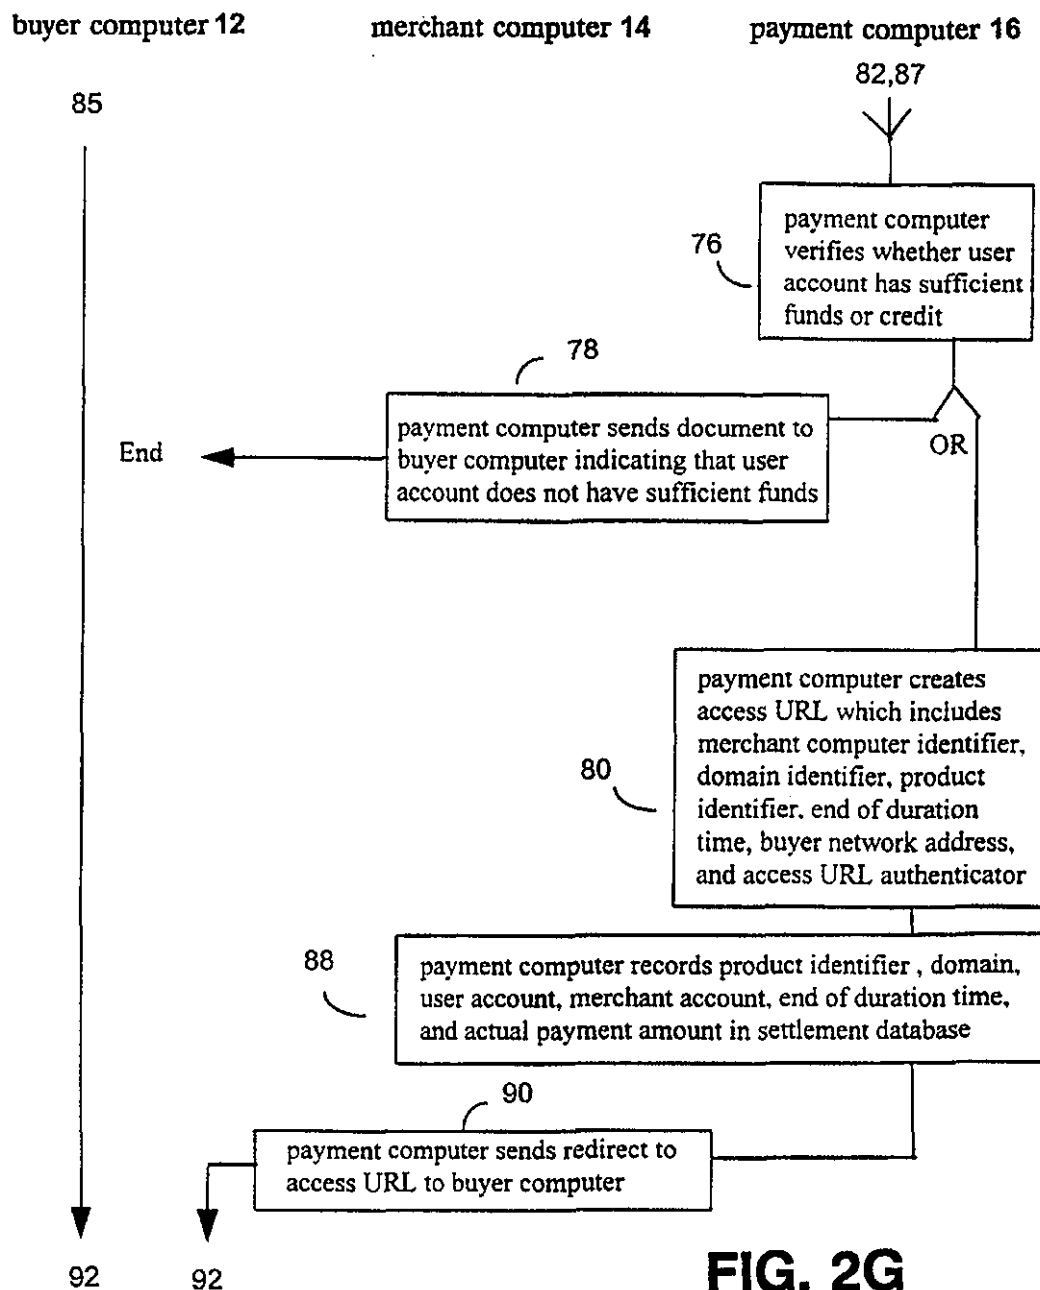 buyer computer 12 merchant computer 14 payment computer 16
82,87
85
payment computer
verifies whether user
account has sufficient
funds or credit
76
78
payment computer sends document to
buyer computer indicating that user
account does not have sufficient funds
End
OR
payment computer creates
access URL which includes
merchant computer identifier,
domain identifier, product
identifier, end of duration
time, buyer network address,
and access URL authenticator
80
88
payment computer records product identifier , domain,
user account, merchant account, end of duration time,
and actual payment amount in settlement database
90
payment computer sends redirect to
access URL to buyer computer
92 92
FIG. 2G